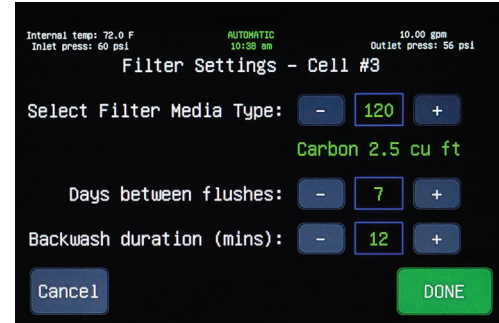 Internal temp: 72.0 F AUTOMATIC 10.00 gpm
Inlet press: 60 psi 10:38 am Outlet press: 56 psi
Filter Settings - Cell #3
Select Filter Media Type: - 120 +
Carbon 2.5 cu ft
Days between flushes: - 7 +
Backwash duration (mins): - 12 +
Cancel DONE